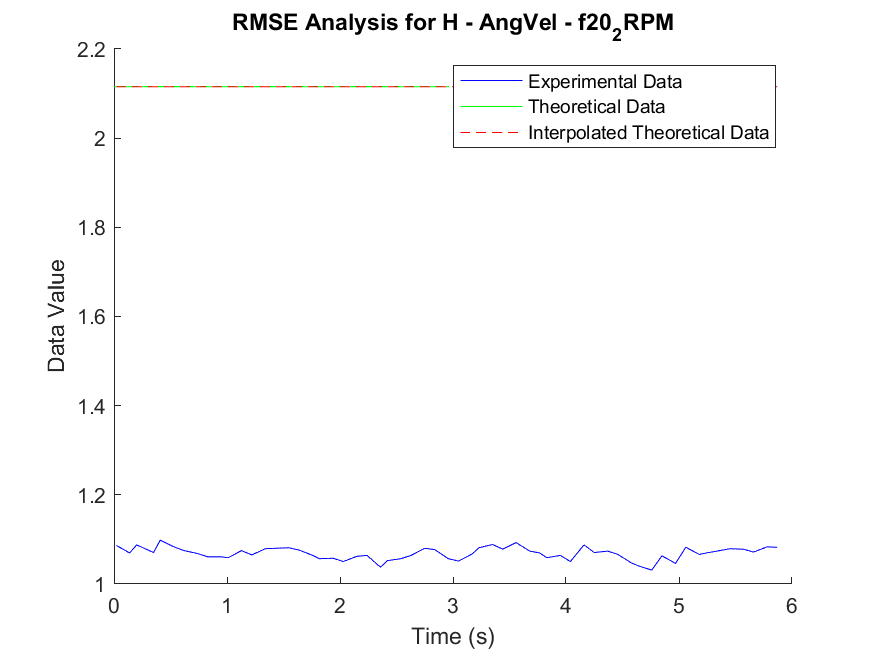 RMSE Analysis for H - AngVel - f20₂RPM
Experimental Data
Theoretical Data
Interpolated Theoretical Data
Data Value
2.2
2
1.8
1.6
1.4
1.2
1
0 1 2 3 4 5 6
Time (s)